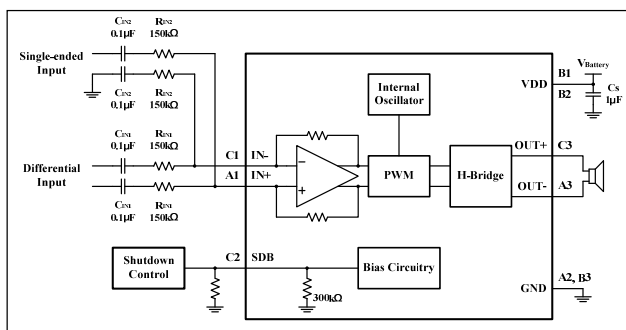 CIN2 RIN2
0.1μF 150kΩ
Single-ended
Input
0.1μF 150kΩ
CIN2 RIN2
CIN1 RIN1
0.1μF 150kΩ
Differential
Input
CIN1 RIN1
0.1μF 150kΩ
C1 IN-
A1 IN+
Internal
Oscillator
PWM
H-Bridge
VDD
B1
B2
VBattery
Cs
1μF
OUT+ C3
OUT- A3
Shutdown
Control
C2 SDB
300kΩ
Bias Circuitry
GND
A2, B3